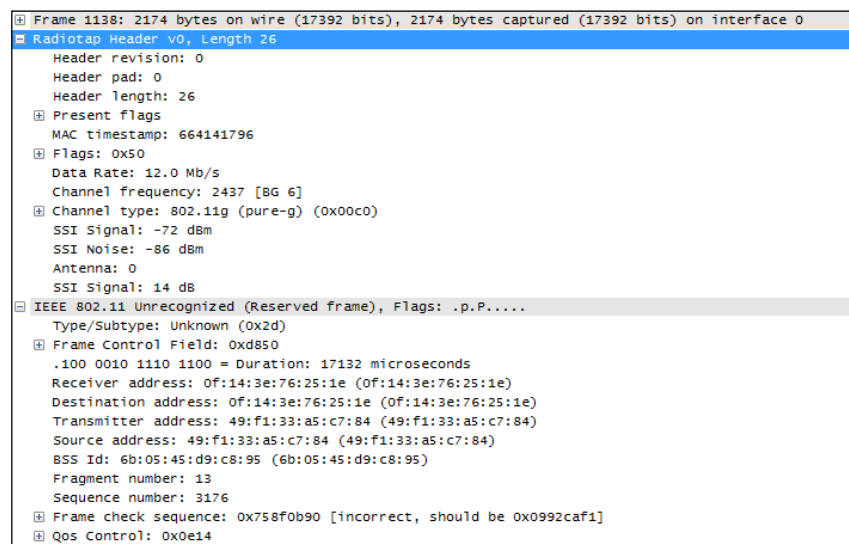 Frame 1138: 2174 bytes on wire (17392 bits), 2174 bytes captured (17392 bits) on interface 0
Radiotap Header v0, Length 26
Header revision: 0
Header pad: 0
Header length: 26
Present flags
MAC timestamp: 664141796
Flags: 0x50
Data Rate: 12.0 Mb/s
Channel frequency: 2437 [BG 6]
Channel type: 802.11g (pure-g) (0x00c0)
SSI Signal: -72 dBm
SSI Noise: -86 dBm
Antenna: 0
SSI Signal: 14 dB
IEEE 802.11 Unrecognized (Reserved frame), Flags: .p.P.....
Type/Subtype: Unknown (0x2d)
Frame Control Field: 0xd850
.100 0010 1110 1100 = Duration: 17132 microseconds
Receiver address: 0f:14:3e:76:25:1e (0f:14:3e:76:25:1e)
Destination address: 0f:14:3e:76:25:1e (0f:14:3e:76:25:1e)
Transmitter address: 49:f1:33:a5:c7:84 (49:f1:33:a5:c7:84)
Source address: 49:f1:33:a5:c7:84 (49:f1:33:a5:c7:84)
BSS Id: 6b:05:45:d9:c8:95 (6b:05:45:d9:c8:95)
Fragment number: 13
Sequence number: 3176
Frame check sequence: 0x758f0b90 [incorrect, should be 0x0992caf1]
Qos Control: 0x0e14